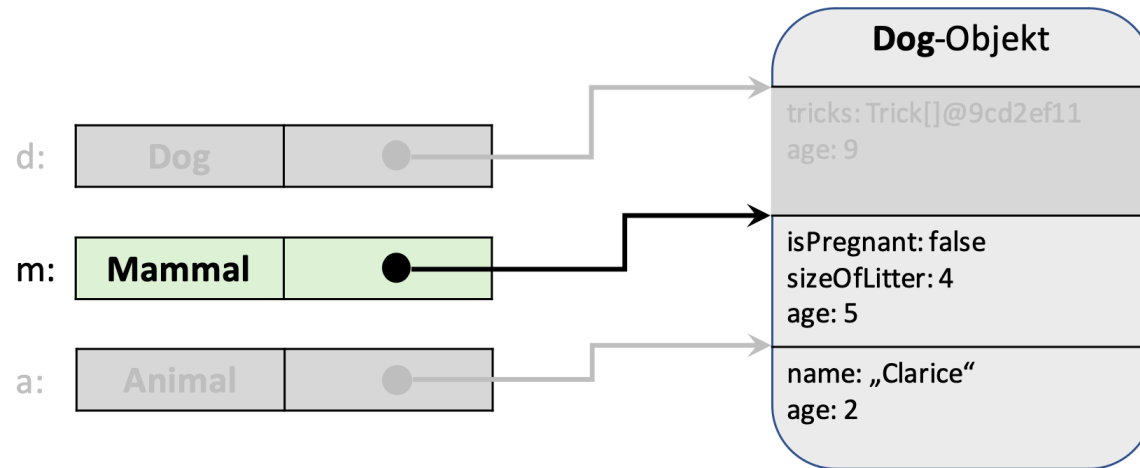 Dog-Objekt
tricks: Trick[]@9cd2ef11
age: 9
d: Dog
isPregnant: false
sizeOfLitter: 4
age: 5
m: Mammal
name: „Clarice“
age: 2
a: Animal